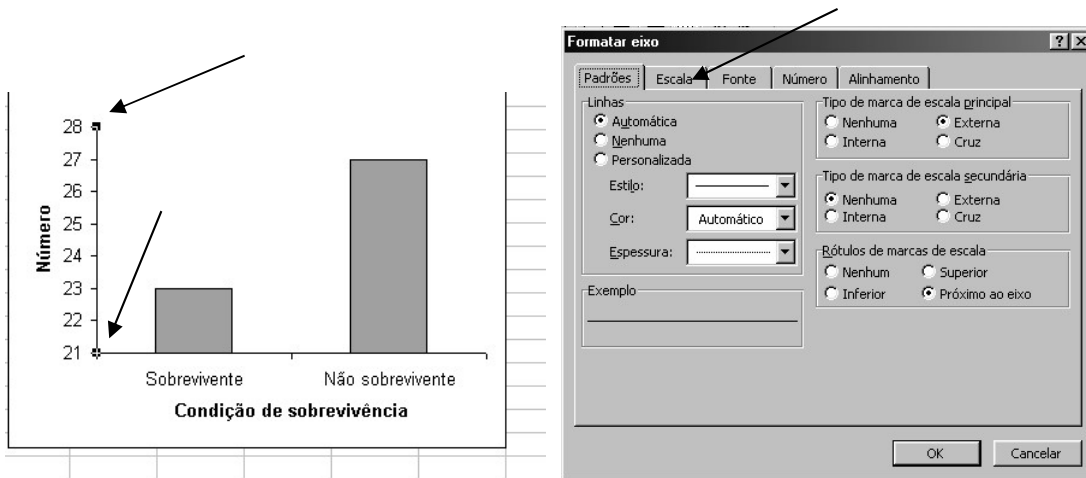 28
27
26
25
24
23
22
21
Número
Sobrevivente Não sobrevivente
Condição de sobrevivência
Formatar eixo
Padrões Escala Fonte Número Alinhamento
Linhas
Automática
Nenhuma
Personalizada
Estilo:
Cor: Automático
Espessura:
Exemplo
Tipo de marca de escala principal
Nenhuma Externa
Interna Cruz
Tipo de marca de escala secundária
Nenhuma Externa
Interna Cruz
Rótulos de marcas de escala
Nenhum Superior
Inferior Próximo ao eixo
OK Cancelar